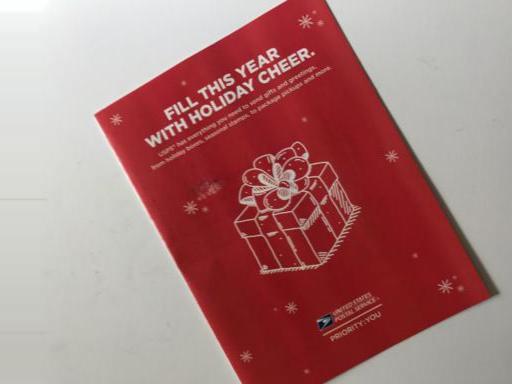 FILL THIS YEAR
WITH HOLIDAY CHEER.
USPS® has everything you need to send gifts and greetings,
from holiday boxes, seasonal stamps, to package pickups and more.
UNITED STATES
POSTAL SERVICE®
PRIORITY:YOU